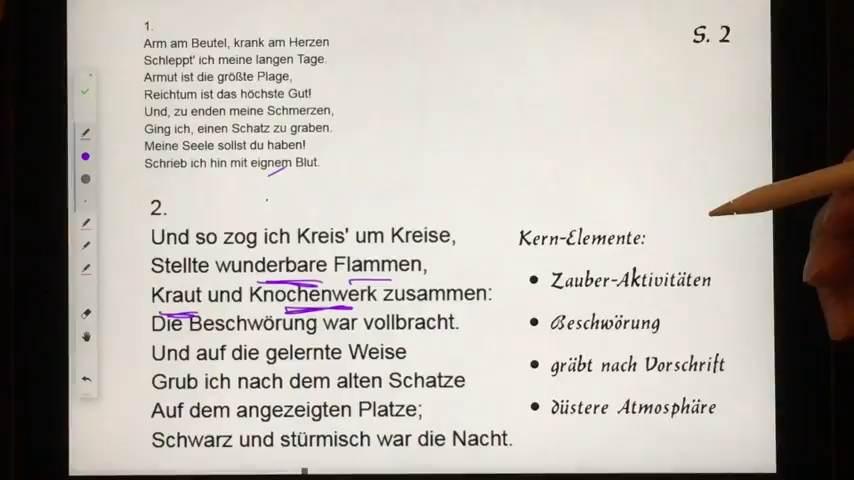 1.
Arm am Beutel, krank am Herzen
Schleppt' ich meine langen Tage.
Armut ist die größte Plage,
Reichtum ist das höchste Gut!
Und, zu enden meine Schmerzen,
Ging ich, einen Schatz zu graben.
Meine Seele sollst du haben!
Schrieb ich hin mit eignem Blut.
S. 2
2.
Und so zog ich Kreis' um Kreise,
Stellte wunderbare Flammen,
Kraut und Knochenwerk zusammen:
Die Beschwörung war vollbracht.
Und auf die gelernte Weise
Grub ich nach dem alten Schatze
Auf dem angezeigten Platze;
Schwarz und stürmisch war die Nacht.
Kern-Elemente:
• Zauber-Aktivitäten
• Beschwörung
• gräbt nach Vorschrift
• düstere Atmosphäre